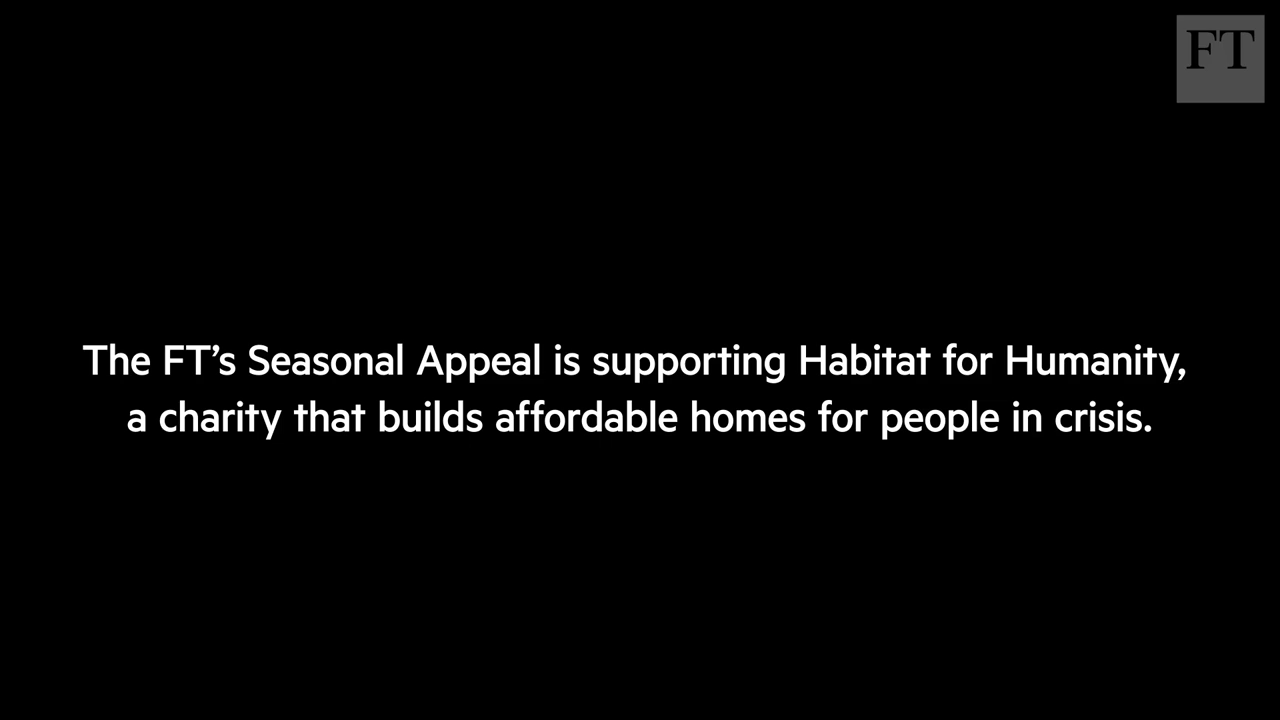 FT
The FT’s Seasonal Appeal is supporting Habitat for Humanity,
a charity that builds affordable homes for people in crisis.